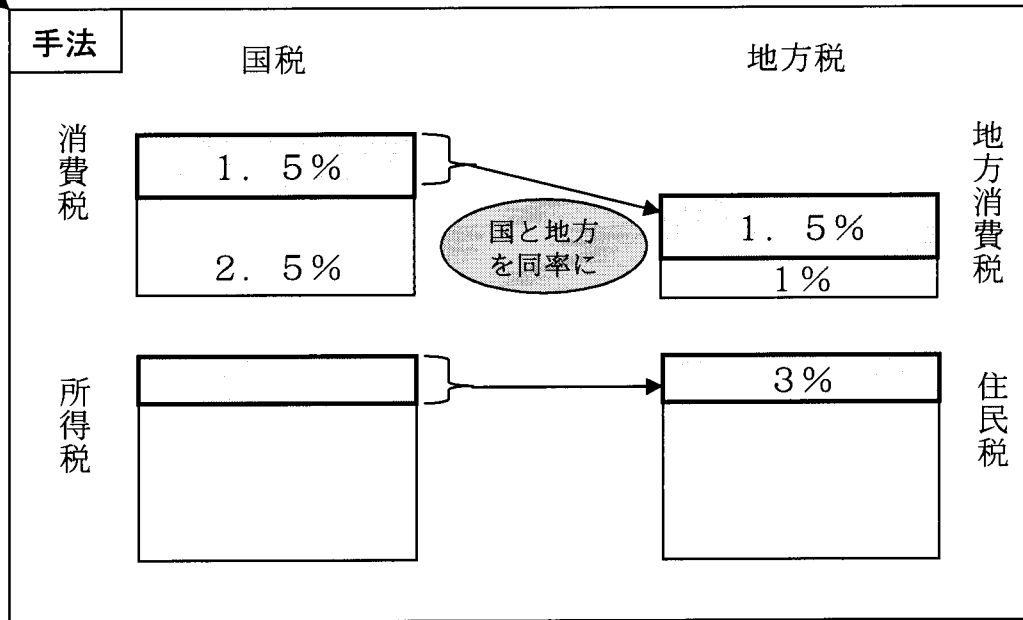 手法
国税
地方税
消費税
1．5%
2．5%
国と地方
を同率に
1．5%
1%
地方消費税
所得税
3%
住民税